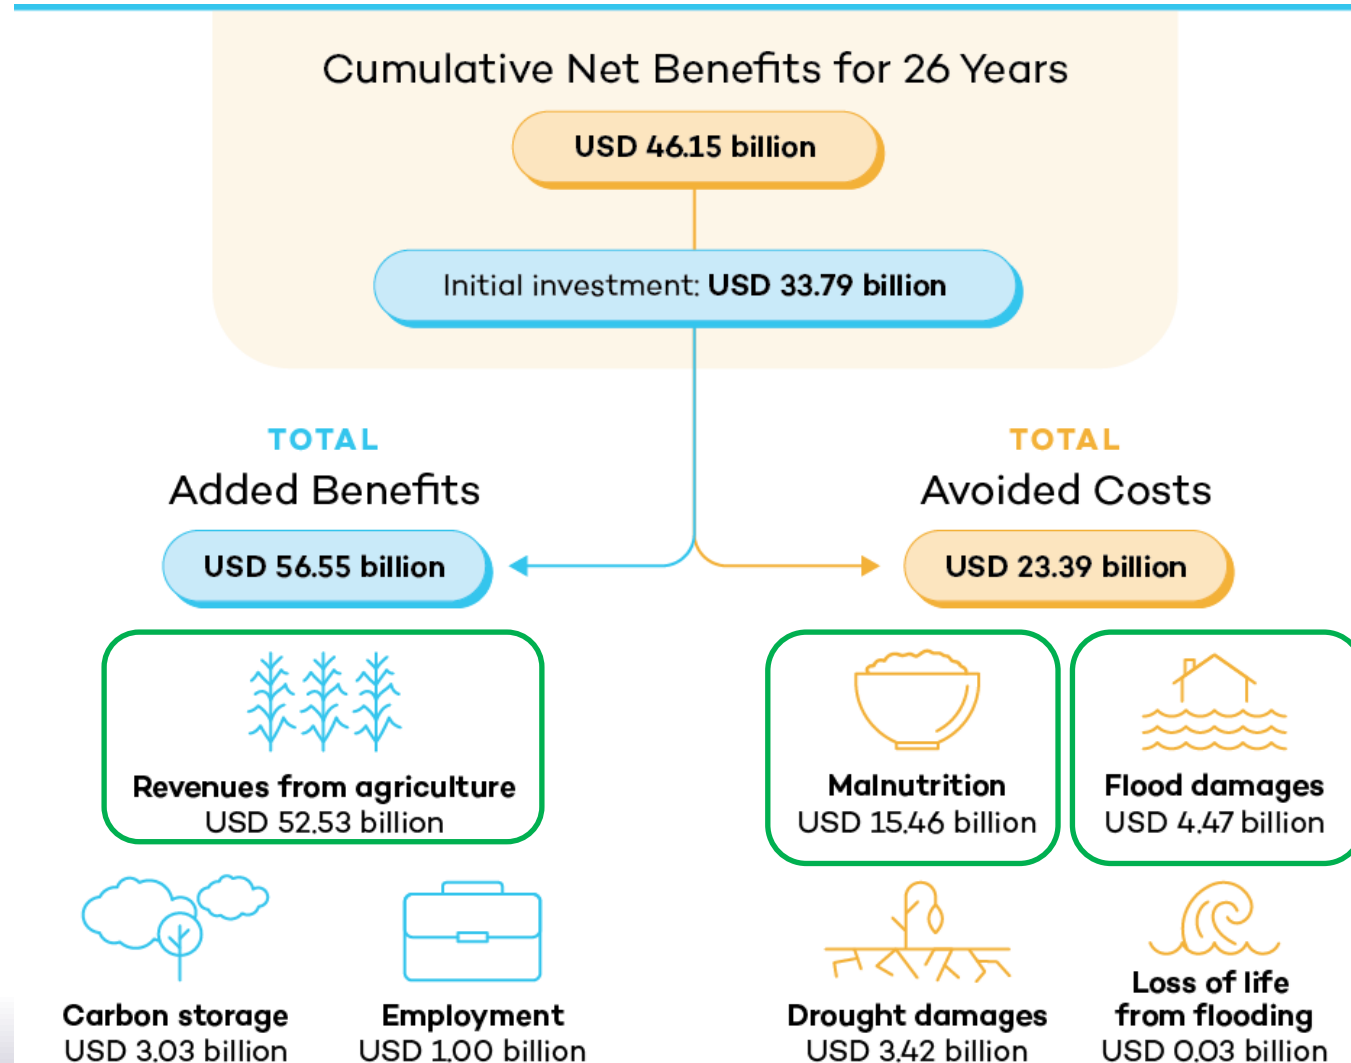 Cumulative Net Benefits for 26 Years
USD 46.15 billion
Initial investment: USD 33.79 billion
TOTAL
Added Benefits
USD 56.55 billion
Revenues from agriculture
USD 52.53 billion
Carbon storage
USD 3.03 billion
Employment
USD 1.00 billion
TOTAL
Avoided Costs
USD 23.39 billion
Malnutrition
USD 15.46 billion
Flood damages
USD 4.47 billion
Drought damages
USD 3.42 billion
Loss of life
from flooding
USD 0.03 billion